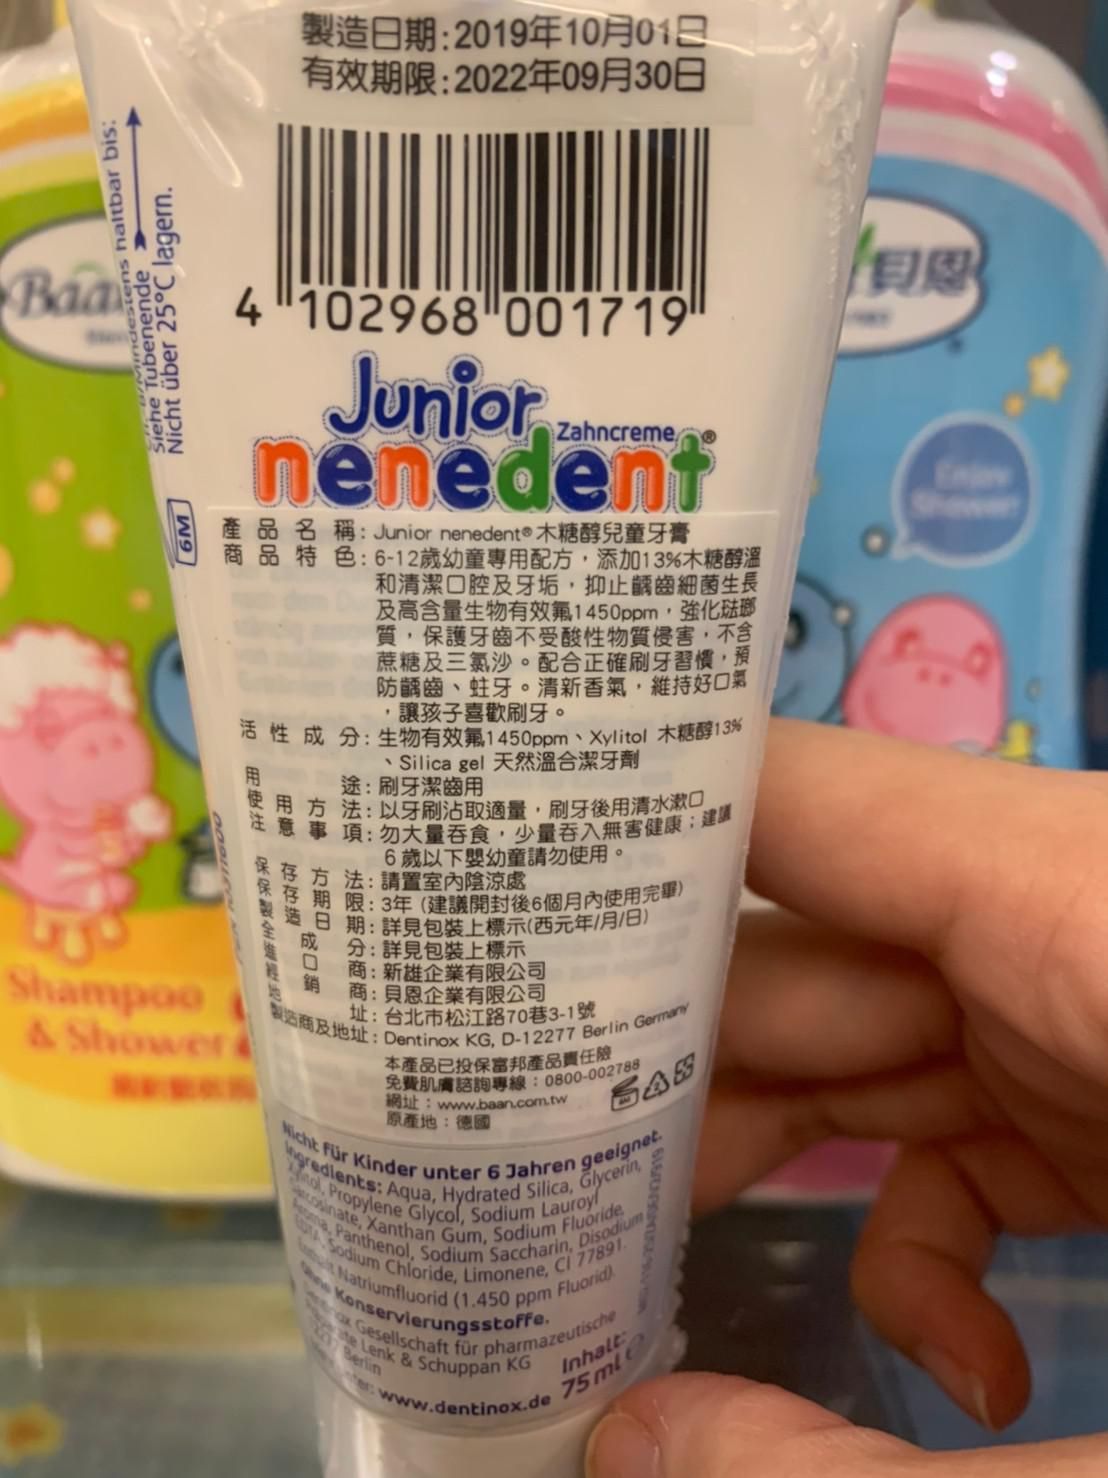 製造日期:2019年10月01日
有效期限:2022年09月30日
4 102968 001719
Junior
Zahncreme
nenedent®
產品名稱:Junior nenedent®木糖醇兒童牙膏
商品特色:6-12歲幼童專用配方，添加13%木糖醇溫
和清潔口腔及牙垢，抑止齲齒細菌生長
及高含量生物有效氟1450ppm，強化琺瑯
質，保護牙齒不受酸性物質侵害，不含
蔗糖及三氯沙。配合正確刷牙習慣，預
防齲齒、蛀牙。清新香氣，維持好口氣
，讓孩子喜歡刷牙。
活性成分:生物有效氟1450ppm、Xylitol 木糖醇13%
、Silica gel 天然溫合潔牙劑
用途:刷牙潔齒用
使用方法:以牙刷沾取適量，刷牙後用清水漱口
注意事項:勿大量吞食，少量吞入無害健康；建議
6歲以下嬰幼童請勿使用。
保存方法:請置室內陰涼處
保存期限:3年 (建議開封後6個月內使用完畢)
製造日期:詳見包裝上標示(西元年/月/日)
全成分:詳見包裝上標示
進口商:新雄企業有限公司
經銷商:貝恩企業有限公司
地址:台北市松江路70巷3-1號
製造商及地址:Dentinox KG, D-12277 Berlin Germany
本產品已投保富邦產品責任險
免費肌膚諮詢專線：0800-002788
網址：www.baan.com.tw
原產地：德國
Nicht für Kinder unter 6 Jahren geeignet.
Ingredients: Aqua, Hydrated Silica, Glycerin,
Xylitol, Propylene Glycol, Sodium Lauroyl
Sarcosinate, Xanthan Gum, Sodium Fluoride,
Aroma, Panthenol, Sodium Saccharin, Disodium
EDTA, Sodium Chloride, Limonene, CI 77891.
Enthält Natriumfluorid (1.450 ppm Fluorid).
Ohne Konservierungsstoffe.
Dentinox Gesellschaft für pharmazeutische
Präparate Lenk & Schuppan KG
12277 Berlin
www.dentinox.de
Inhalt:
75 ml
haltbar bis:
Siehe Tubenende
Nicht über 25°C lagern.
6M
Baa
貝恩
Enjoy
Shower
Shampoo
& Shower